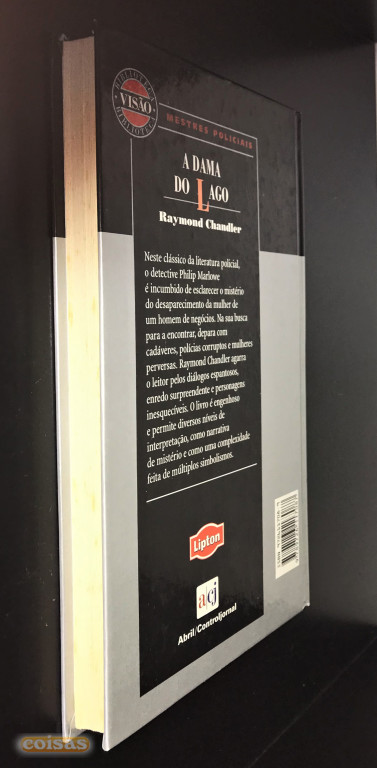 BIBLIOTECA
VISÃO
BIBLIOTECA
MESTRES POLICIAIS
A DAMA
DO LAGO
Raymond Chandler
Neste clássico da literatura policial,
o detective Philip Marlowe
é incumbido de esclarecer o mistério
do desaparecimento da mulher de
um homem de negócios. Na sua busca
para a encontrar, depara com
cadáveres, polícias corruptos e mulheres
perversas. Raymond Chandler agarra
o leitor pelos diálogos espantosos,
enredo surpreendente e personagens
inesquecíveis. O livro é engenhoso
e permite diversos níveis de
interpretação, como narrativa
de mistério e como uma complexidade
feita de múltiplos simbolismos.
Lipton
acj
Abril/Controljornal
coisas